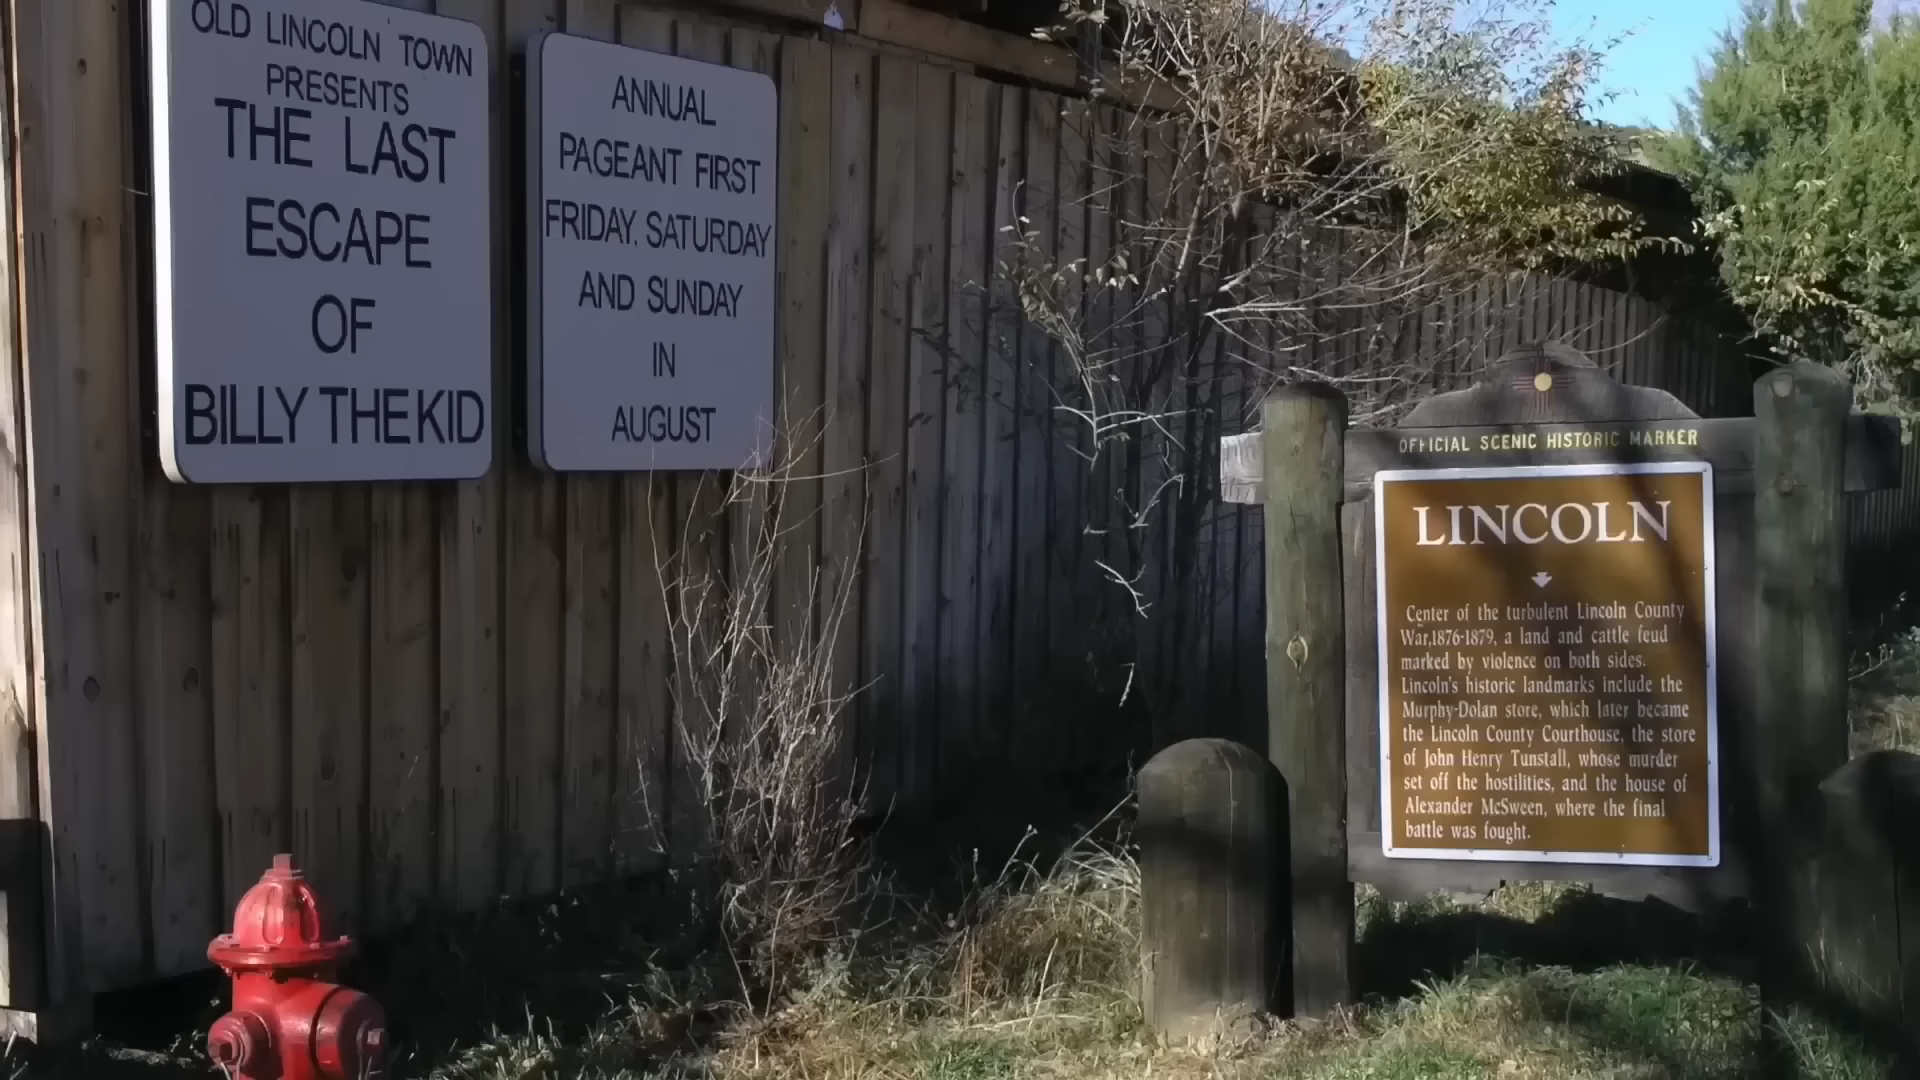 OLD LINCOLN TOWN
PRESENTS
THE LAST
ESCAPE
OF
BILLY THE KID
ANNUAL
PAGEANT FIRST
FRIDAY. SATURDAY
AND SUNDAY
IN
AUGUST
OFFICIAL SCENIC HISTORIC MARKER
LINCOLN
Center of the turbulent Lincoln County
War,1876-1879, a land and cattle feud
marked by violence on both sides.
Lincoln's historic landmarks include the
Murphy-Dolan store, which later became
the Lincoln County Courthouse, the store
of John Henry Tunstall, whose murder
set off the hostilities, and the house of
Alexander McSween, where the final
battle was fought.